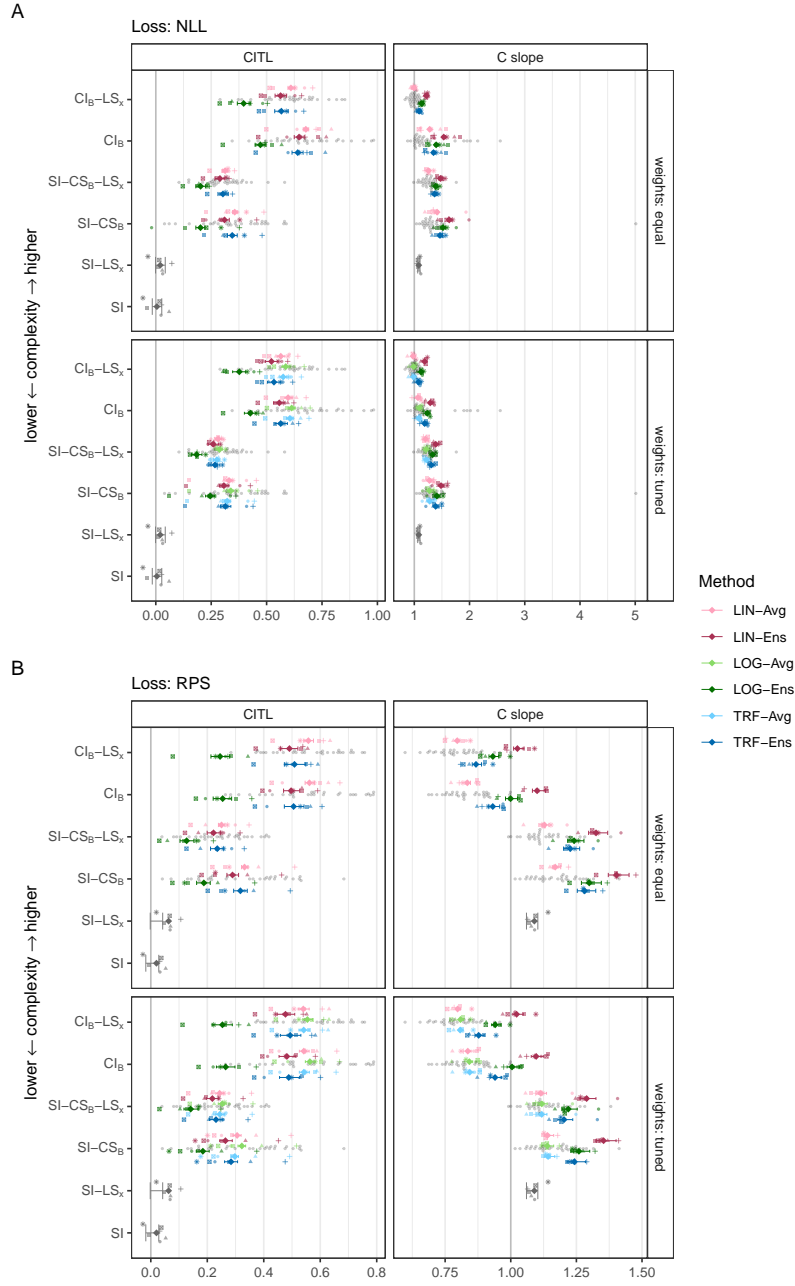 A
Loss: NLL
CITL
C slope
CI_B−LS_x
CI_B
SI−CS_B−LS_x
SI−CS_B
SI−LS_x
SI
weights: equal
CI_B−LS_x
CI_B
SI−CS_B−LS_x
SI−CS_B
SI−LS_x
SI
weights: tuned
lower ← complexity → higher
0.00 0.25 0.50 0.75 1.00
1 2 3 4 5
Method
LIN−Avg
LIN−Ens
LOG−Avg
LOG−Ens
TRF−Avg
TRF−Ens
B
Loss: RPS
CITL
C slope
CI_B−LS_x
CI_B
SI−CS_B−LS_x
SI−CS_B
SI−LS_x
SI
weights: equal
CI_B−LS_x
CI_B
SI−CS_B−LS_x
SI−CS_B
SI−LS_x
SI
weights: tuned
lower ← complexity → higher
0.0 0.2 0.4 0.6 0.8
0.75 1.00 1.25 1.50